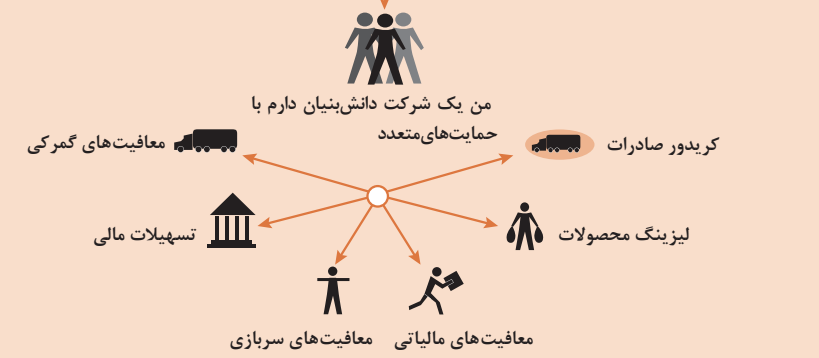 من یک شرکت دانش‌بنیان دارم با
حمایت‌های‌متعدد
کریدور صادرات
معافیت‌های گمرکی
لیزینگ محصولات
تسهیلات مالی
معافیت‌های مالیاتی
معافیت‌های سربازی